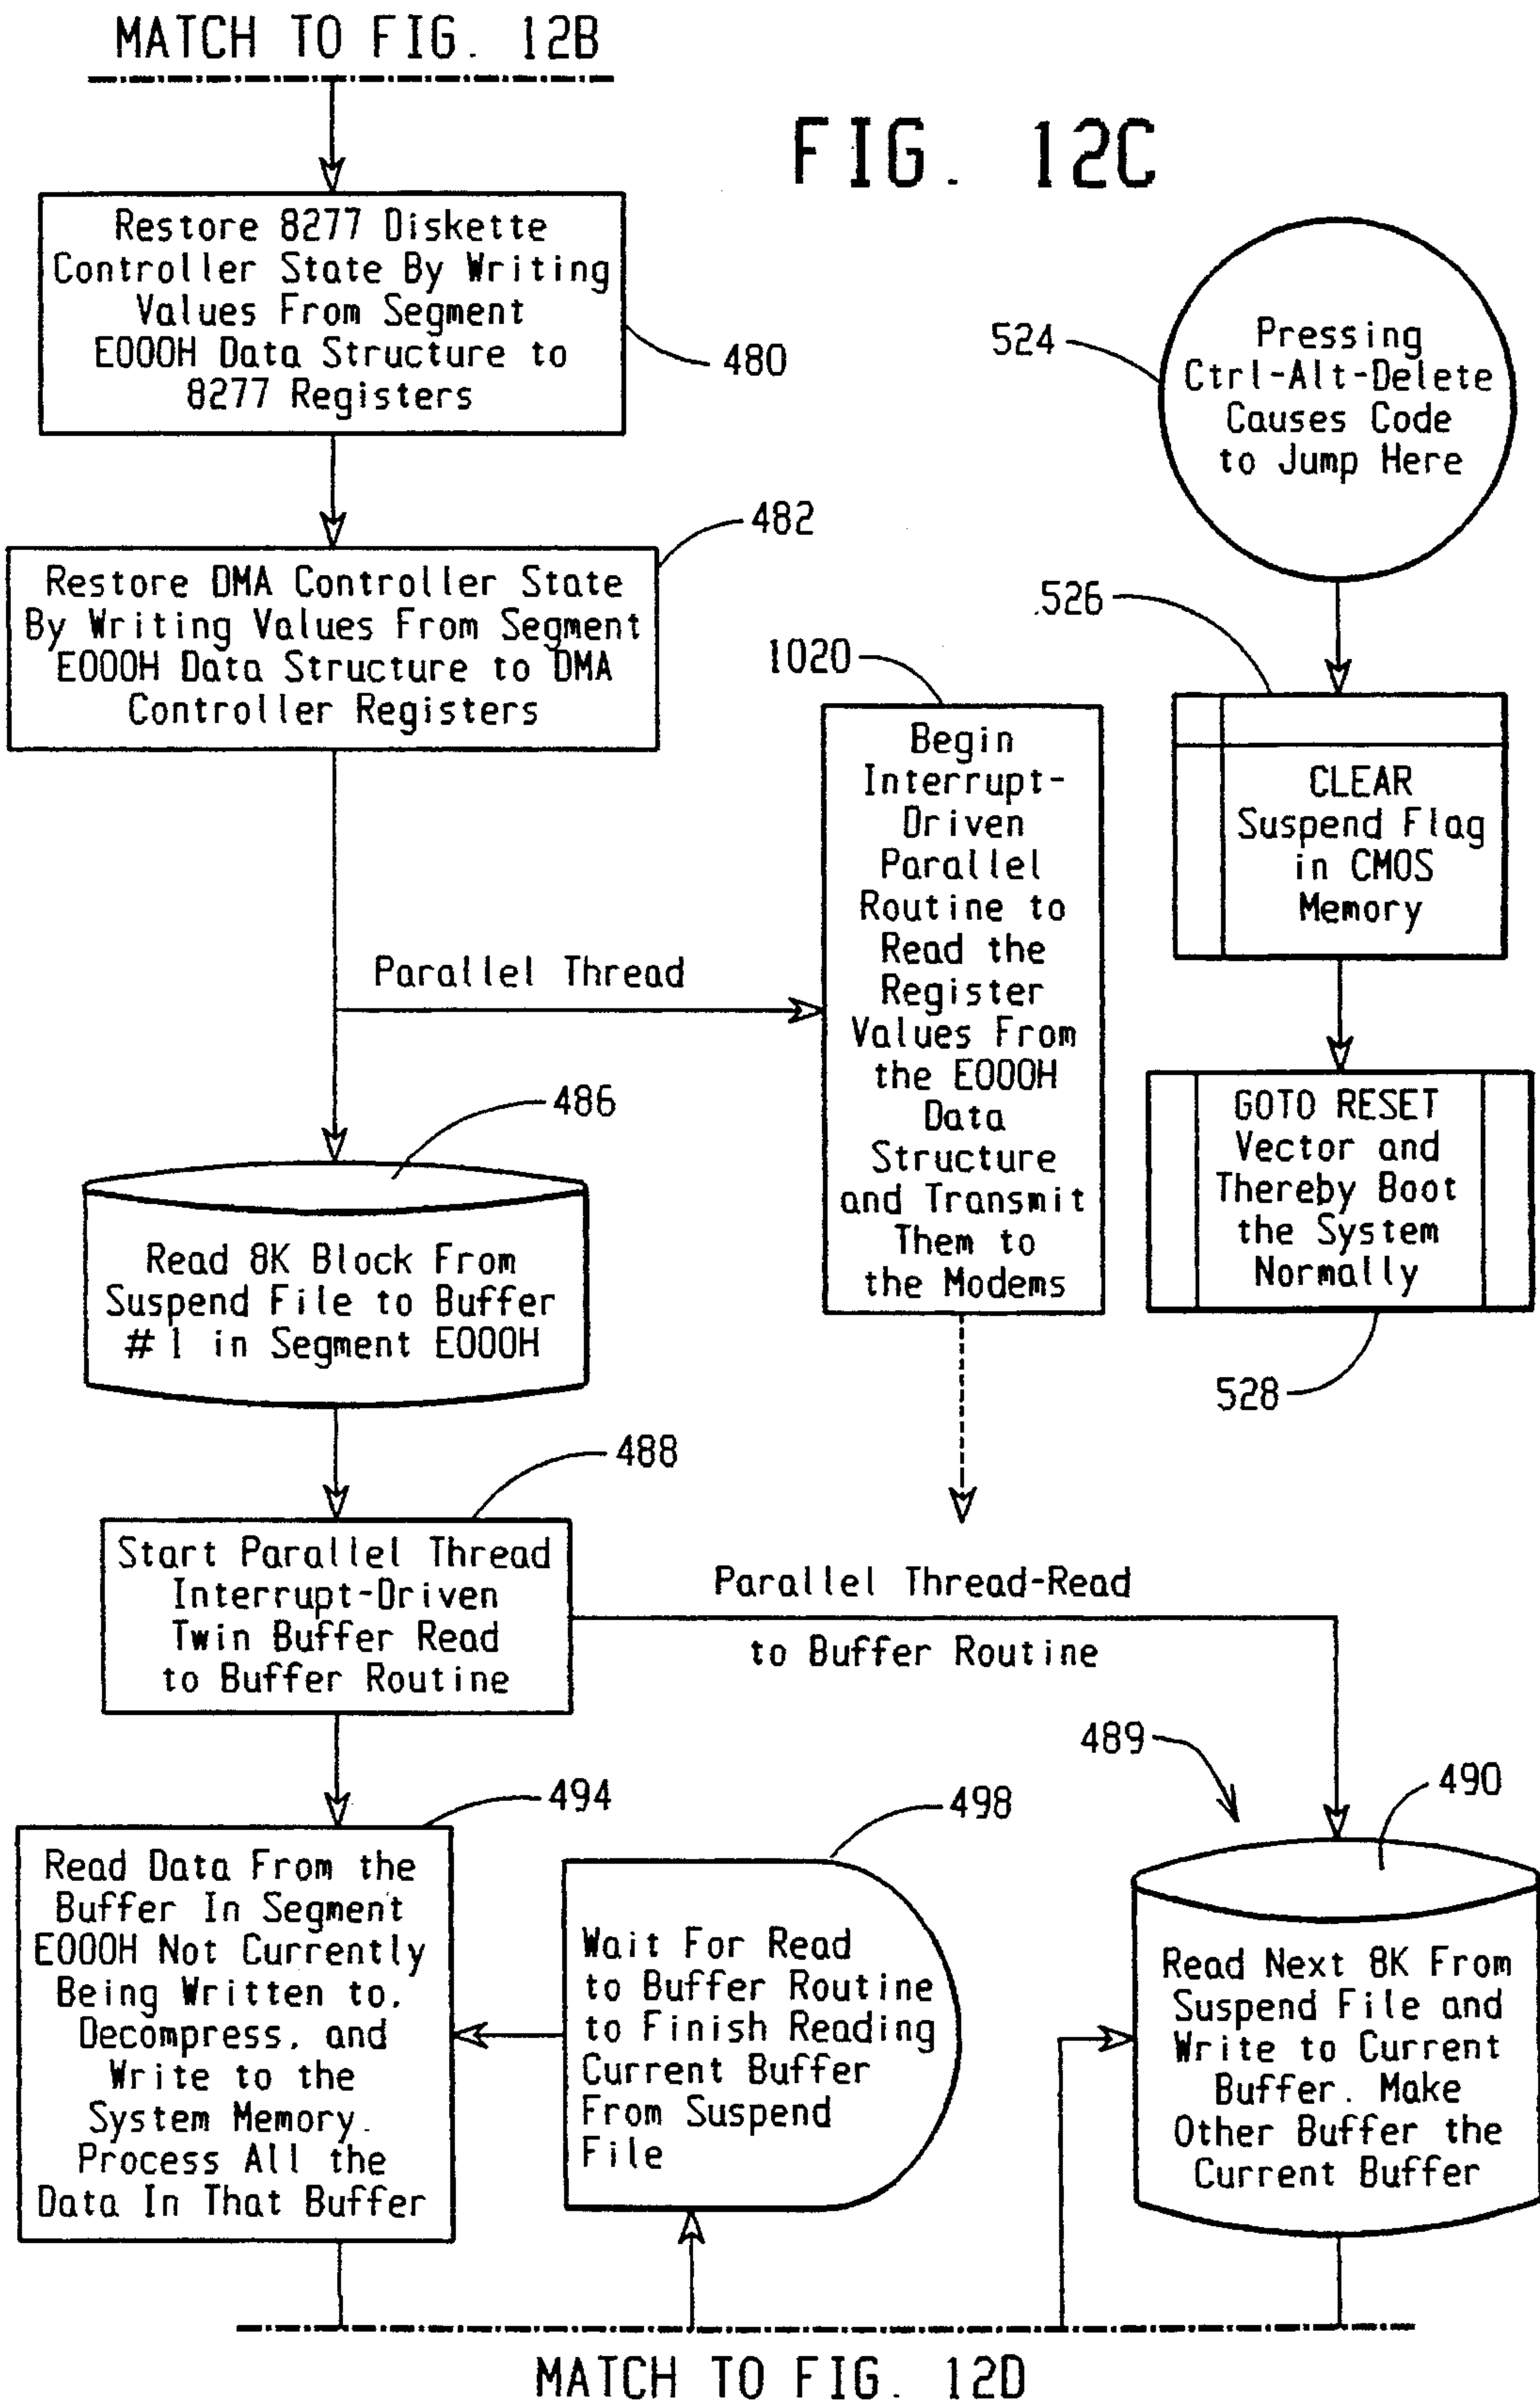 MATCH TO FIG. 12B
FIG. 12C
Restore 8277 Diskette
Controller State By Writing
Values From Segment
E000H Data Structure to
8277 Registers
480
482
Restore DMA Controller State
By Writing Values From Segment
E000H Data Structure to DMA
Controller Registers
Parallel Thread
1020
Begin
Interrupt-
Driven
Parallel
Routine to
Read the
Register
Values From
the E000H
Data
Structure
and Transmit
Them to
the Modems
524
Pressing
Ctrl-Alt-Delete
Causes Code
to Jump Here
526
CLEAR
Suspend Flag
in CMOS
Memory
GOTO RESET
Vector and
Thereby Boot
the System
Normally
528
486
Read 8K Block From
Suspend File to Buffer
#1 in Segment E000H
488
Start Parallel Thread
Interrupt-Driven
Twin Buffer Read
to Buffer Routine
Parallel Thread-Read
to Buffer Routine
494
Read Data From the
Buffer In Segment
E000H Not Currently
Being Written to,
Decompress, and
Write to the
System Memory.
Process All the
Data In That Buffer
498
Wait For Read
to Buffer Routine
to Finish Reading
Current Buffer
From Suspend
File
489
490
Read Next 8K From
Suspend File and
Write to Current
Buffer. Make
Other Buffer the
Current Buffer
MATCH TO FIG. 12D